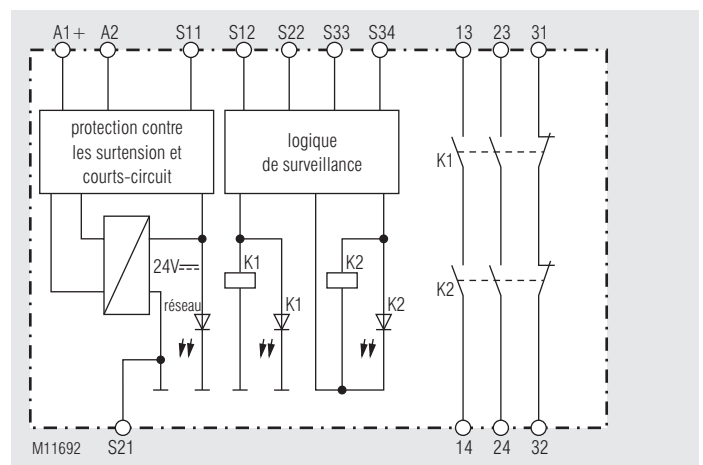 A1+ A2 S11 S12 S22 S33 S34 13 23 31
protection contre
les surtension et
courts-circuit
logique
de surveillance
K1
24V
K1
K2
réseau
K1
K2
K2
M11692 S21 14 24 32